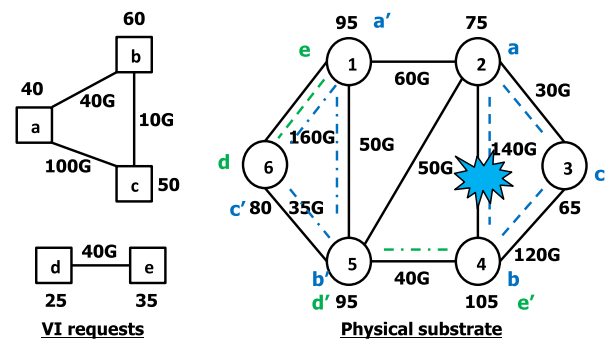 60
b
40
40G
a
10G
100G
c
50
40G
d
e
25
35
VI requests
95
a’
75
e
a
1
60G
2
30G
160G
50G
50G
140G
d
6
3
c
c’
80
35G
65
120G
b’
5
40G
4
b
d’
95
105
e’
Physical substrate